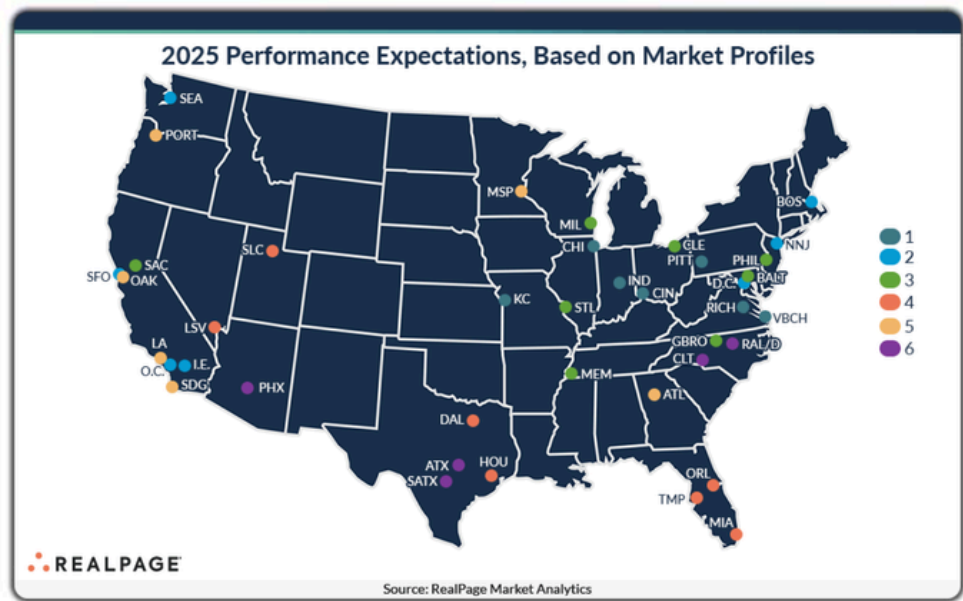 2025 Performance Expectations, Based on Market Profiles
SEA
PORT
MSP
BOS
MIL
CHI
CLE
NNJ
SLC
PITT
PHIL
SAC
SFO
OAK
IND
D.C.
BALT
KC
CIN
STL
RICH
VBCH
LSV
LA
GBRO
RAL/D
O.C.
I.E.
CLT
SDG
PHX
MEM
ATL
DAL
ATX
HOU
SATX
ORL
TMP
MIA
1
2
3
4
5
6
REALPAGE
Source: RealPage Market Analytics